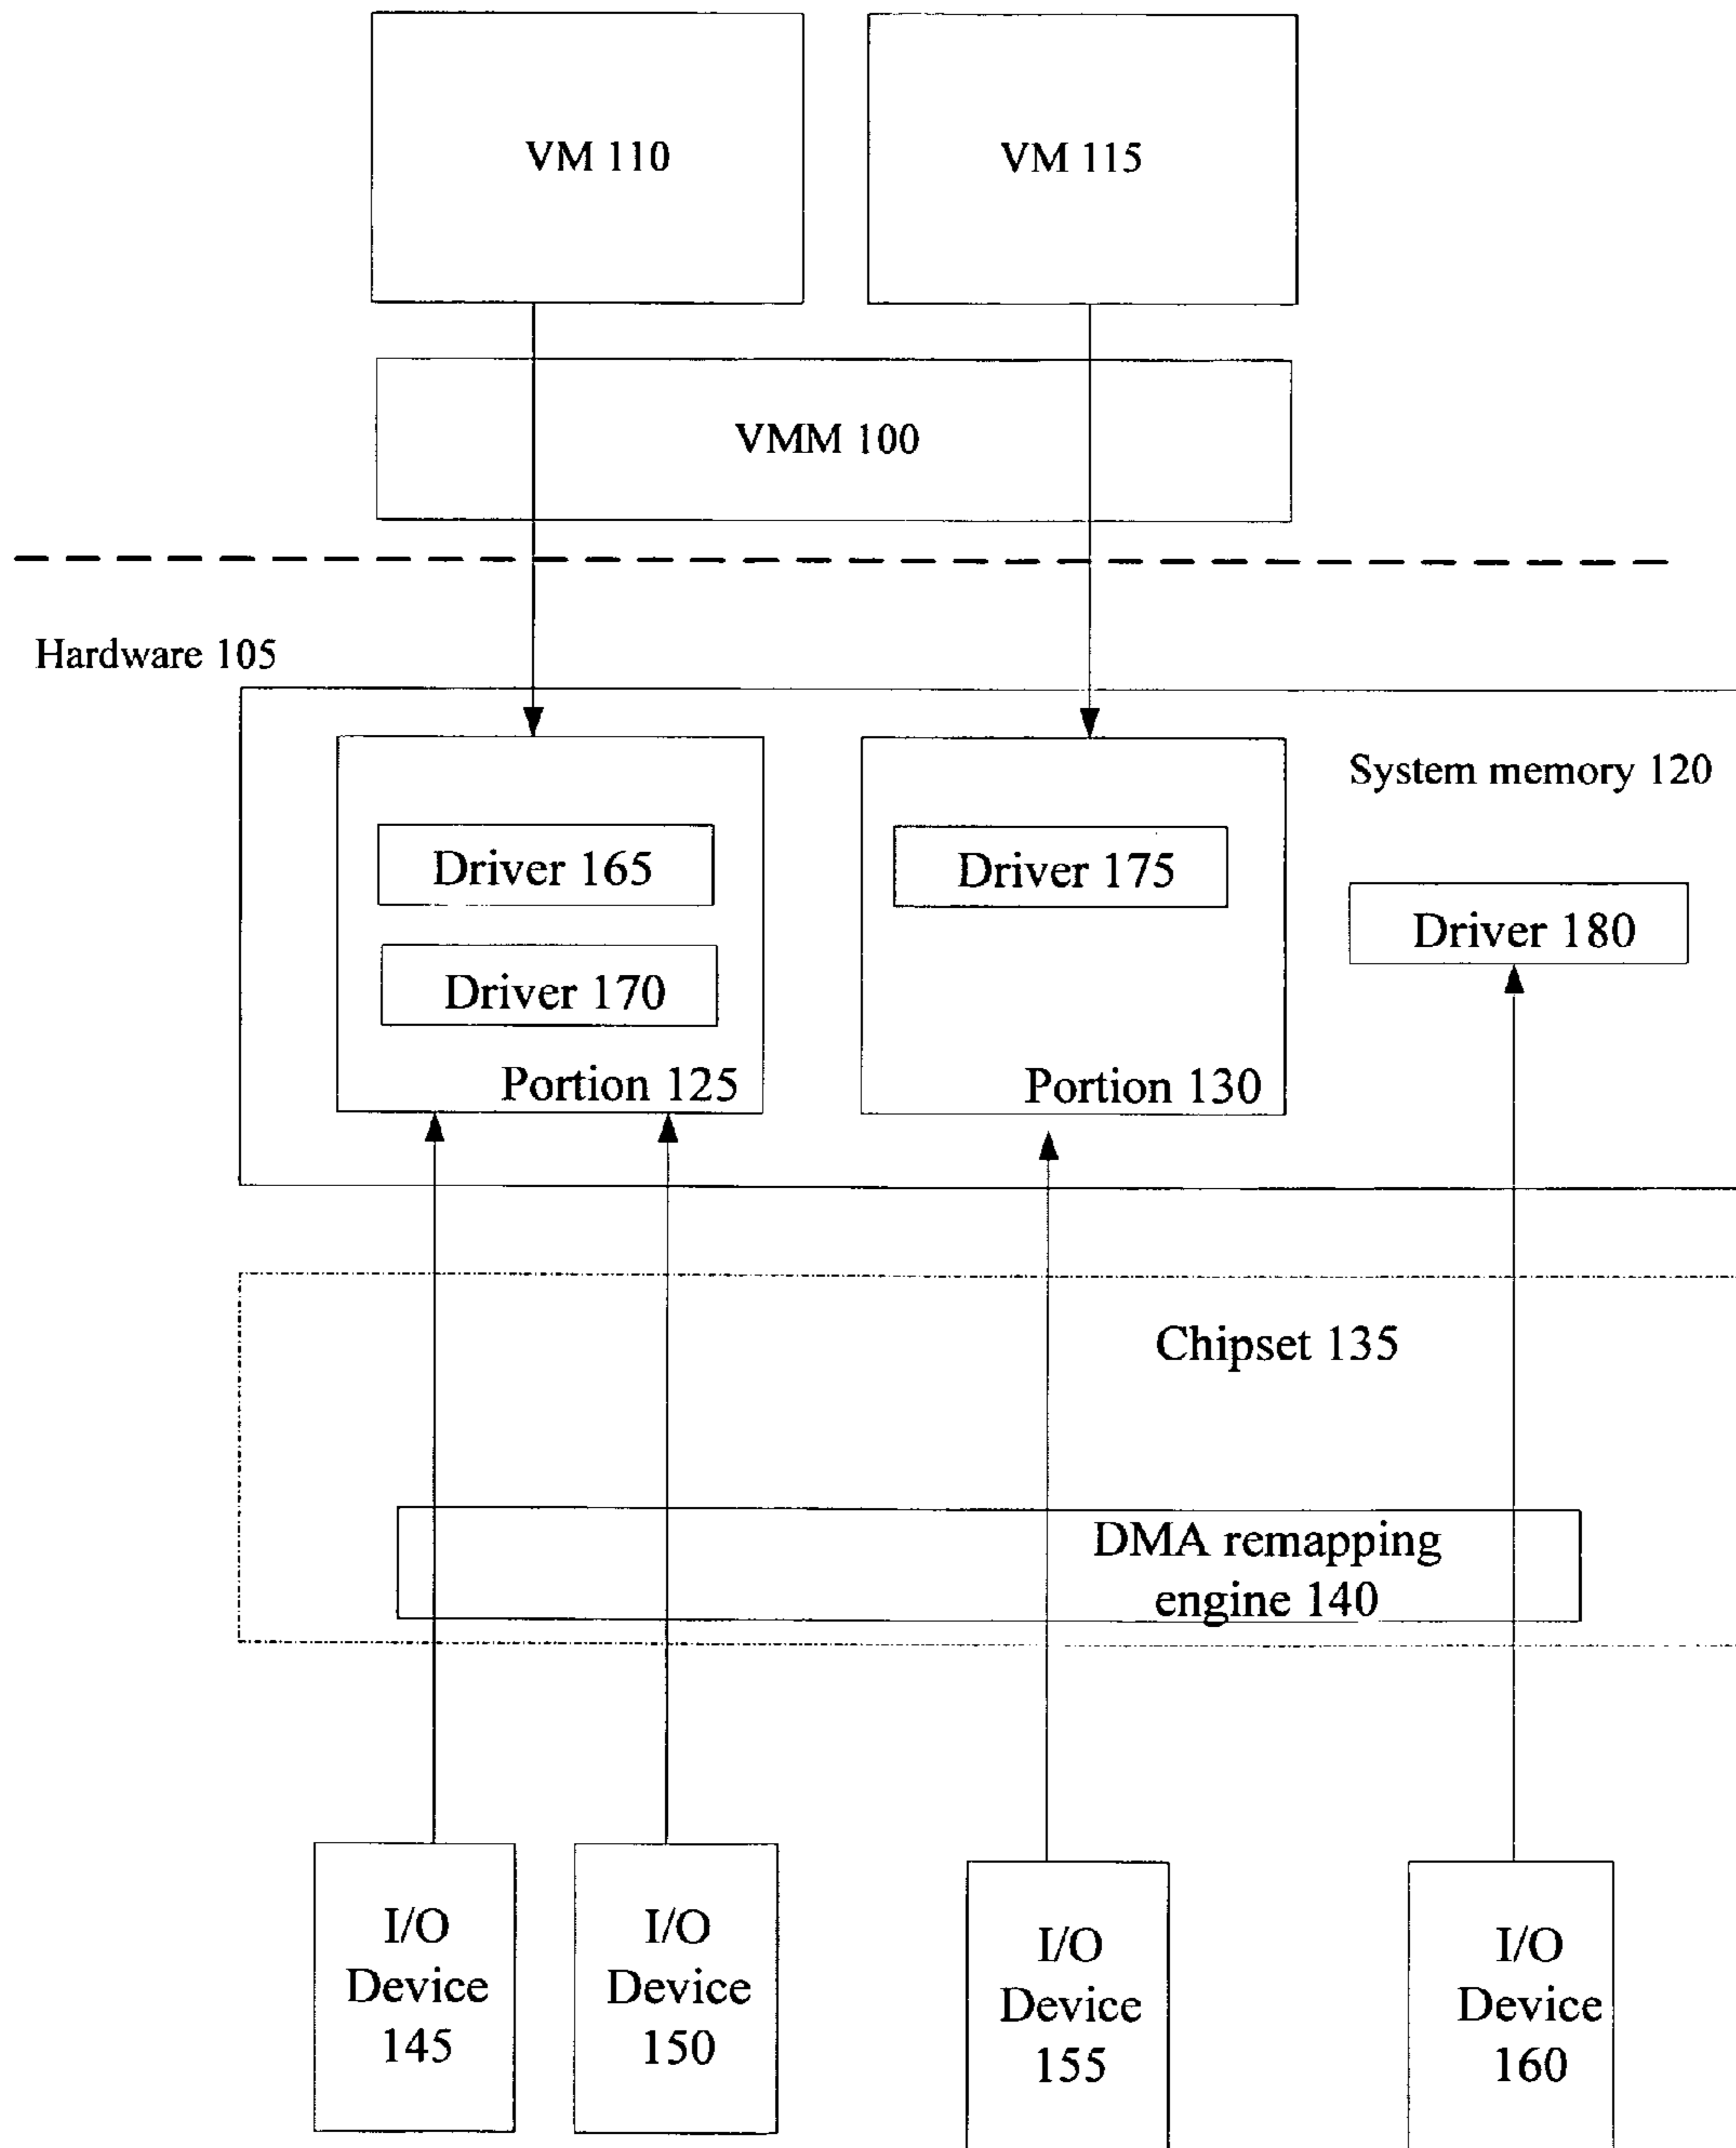 VM 110
VM 115
VMM 100
Hardware 105
System memory 120
Driver 165
Driver 175
Driver 180
Driver 170
Portion 125
Portion 130
Chipset 135
DMA remapping
engine 140
I/O
Device
145
I/O
Device
150
I/O
Device
155
I/O
Device
160